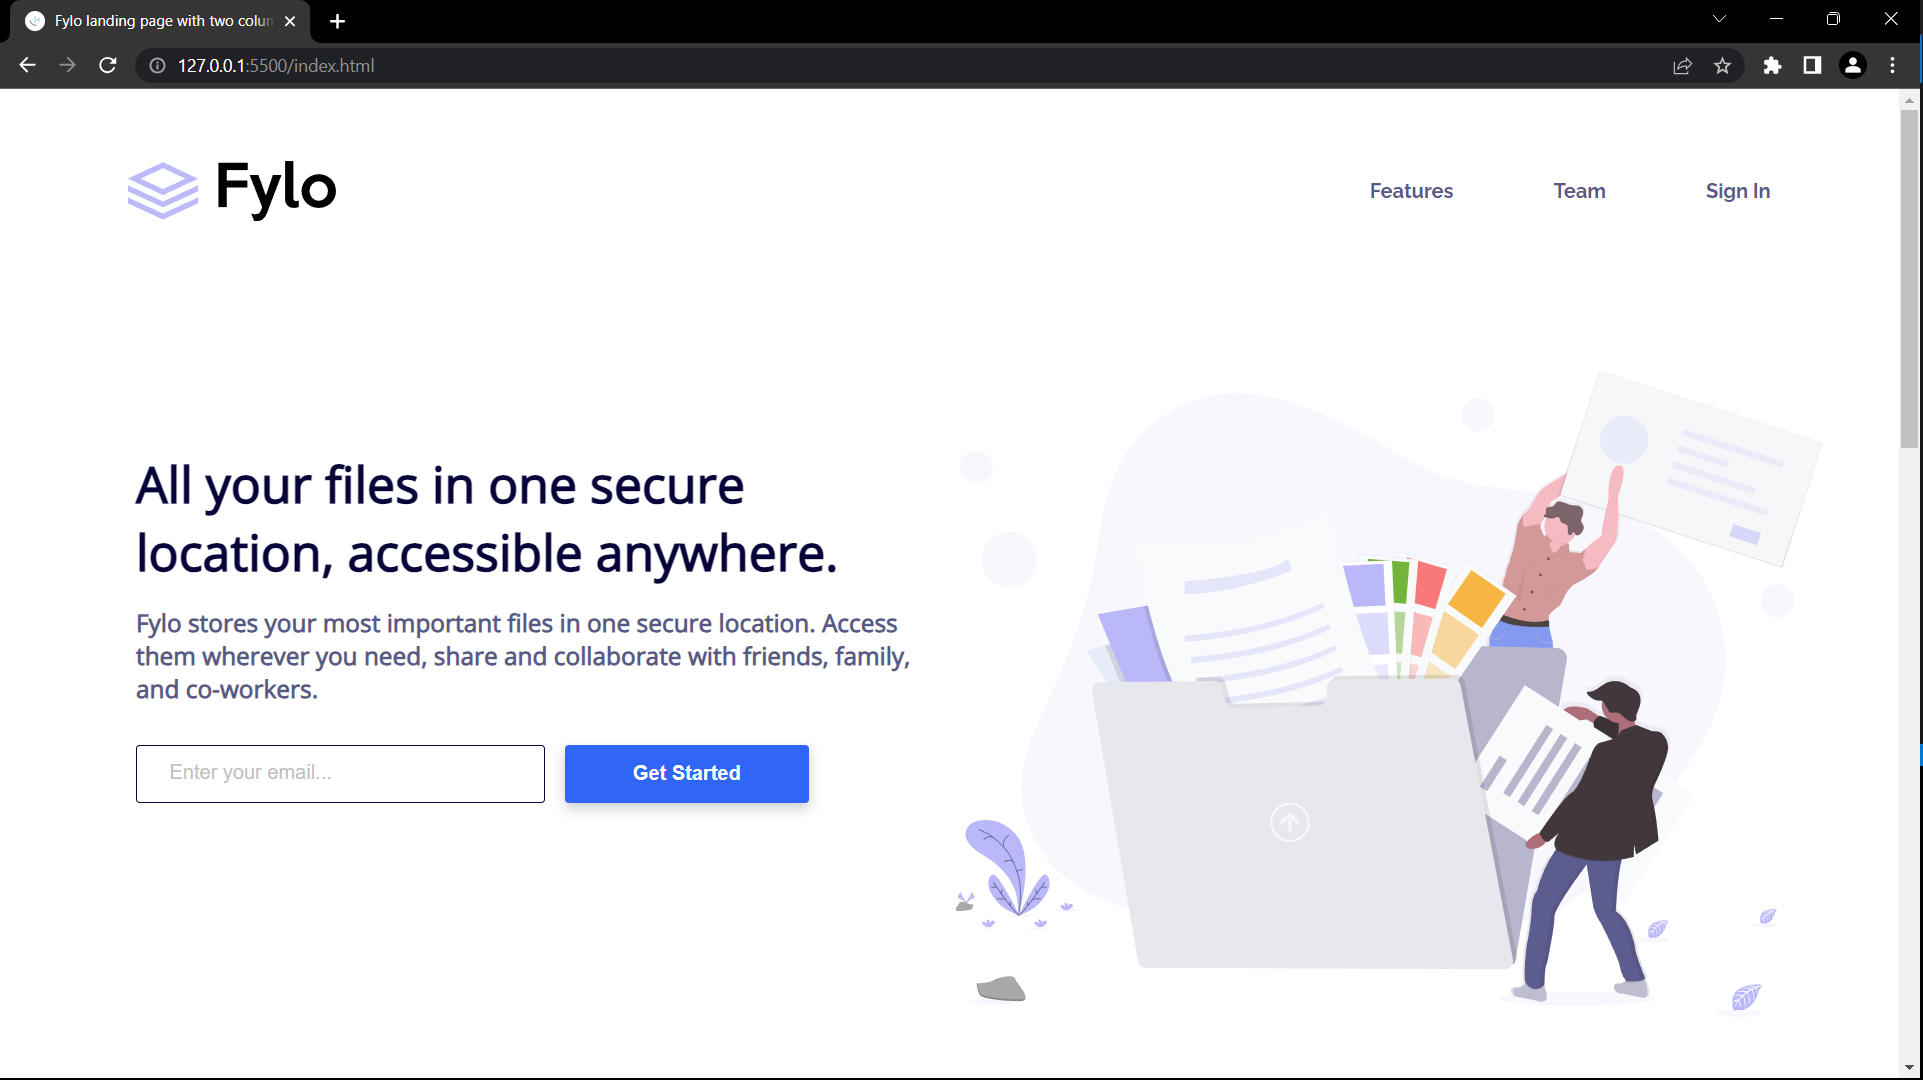 Fylo landing page with two colum
127.0.0.1:5500/index.html
Fylo
Features
Team
Sign In
All your files in one secure
location, accessible anywhere.
Fylo stores your most important files in one secure location. Access
them wherever you need, share and collaborate with friends, family,
and co-workers.
Enter your email...
Get Started